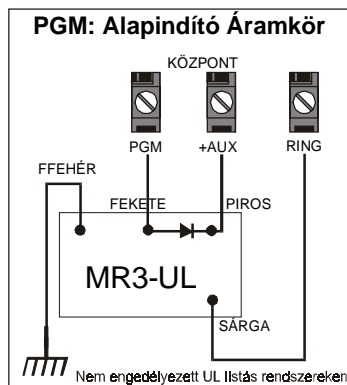 PGM: Alapindító Áramkör
KÖZPONT
PGM +AUX RING
FFEHÉR
FEKETE PIROS
MR3-UL
SÁRGA
Nem engedélyezett UL listás rendszereken